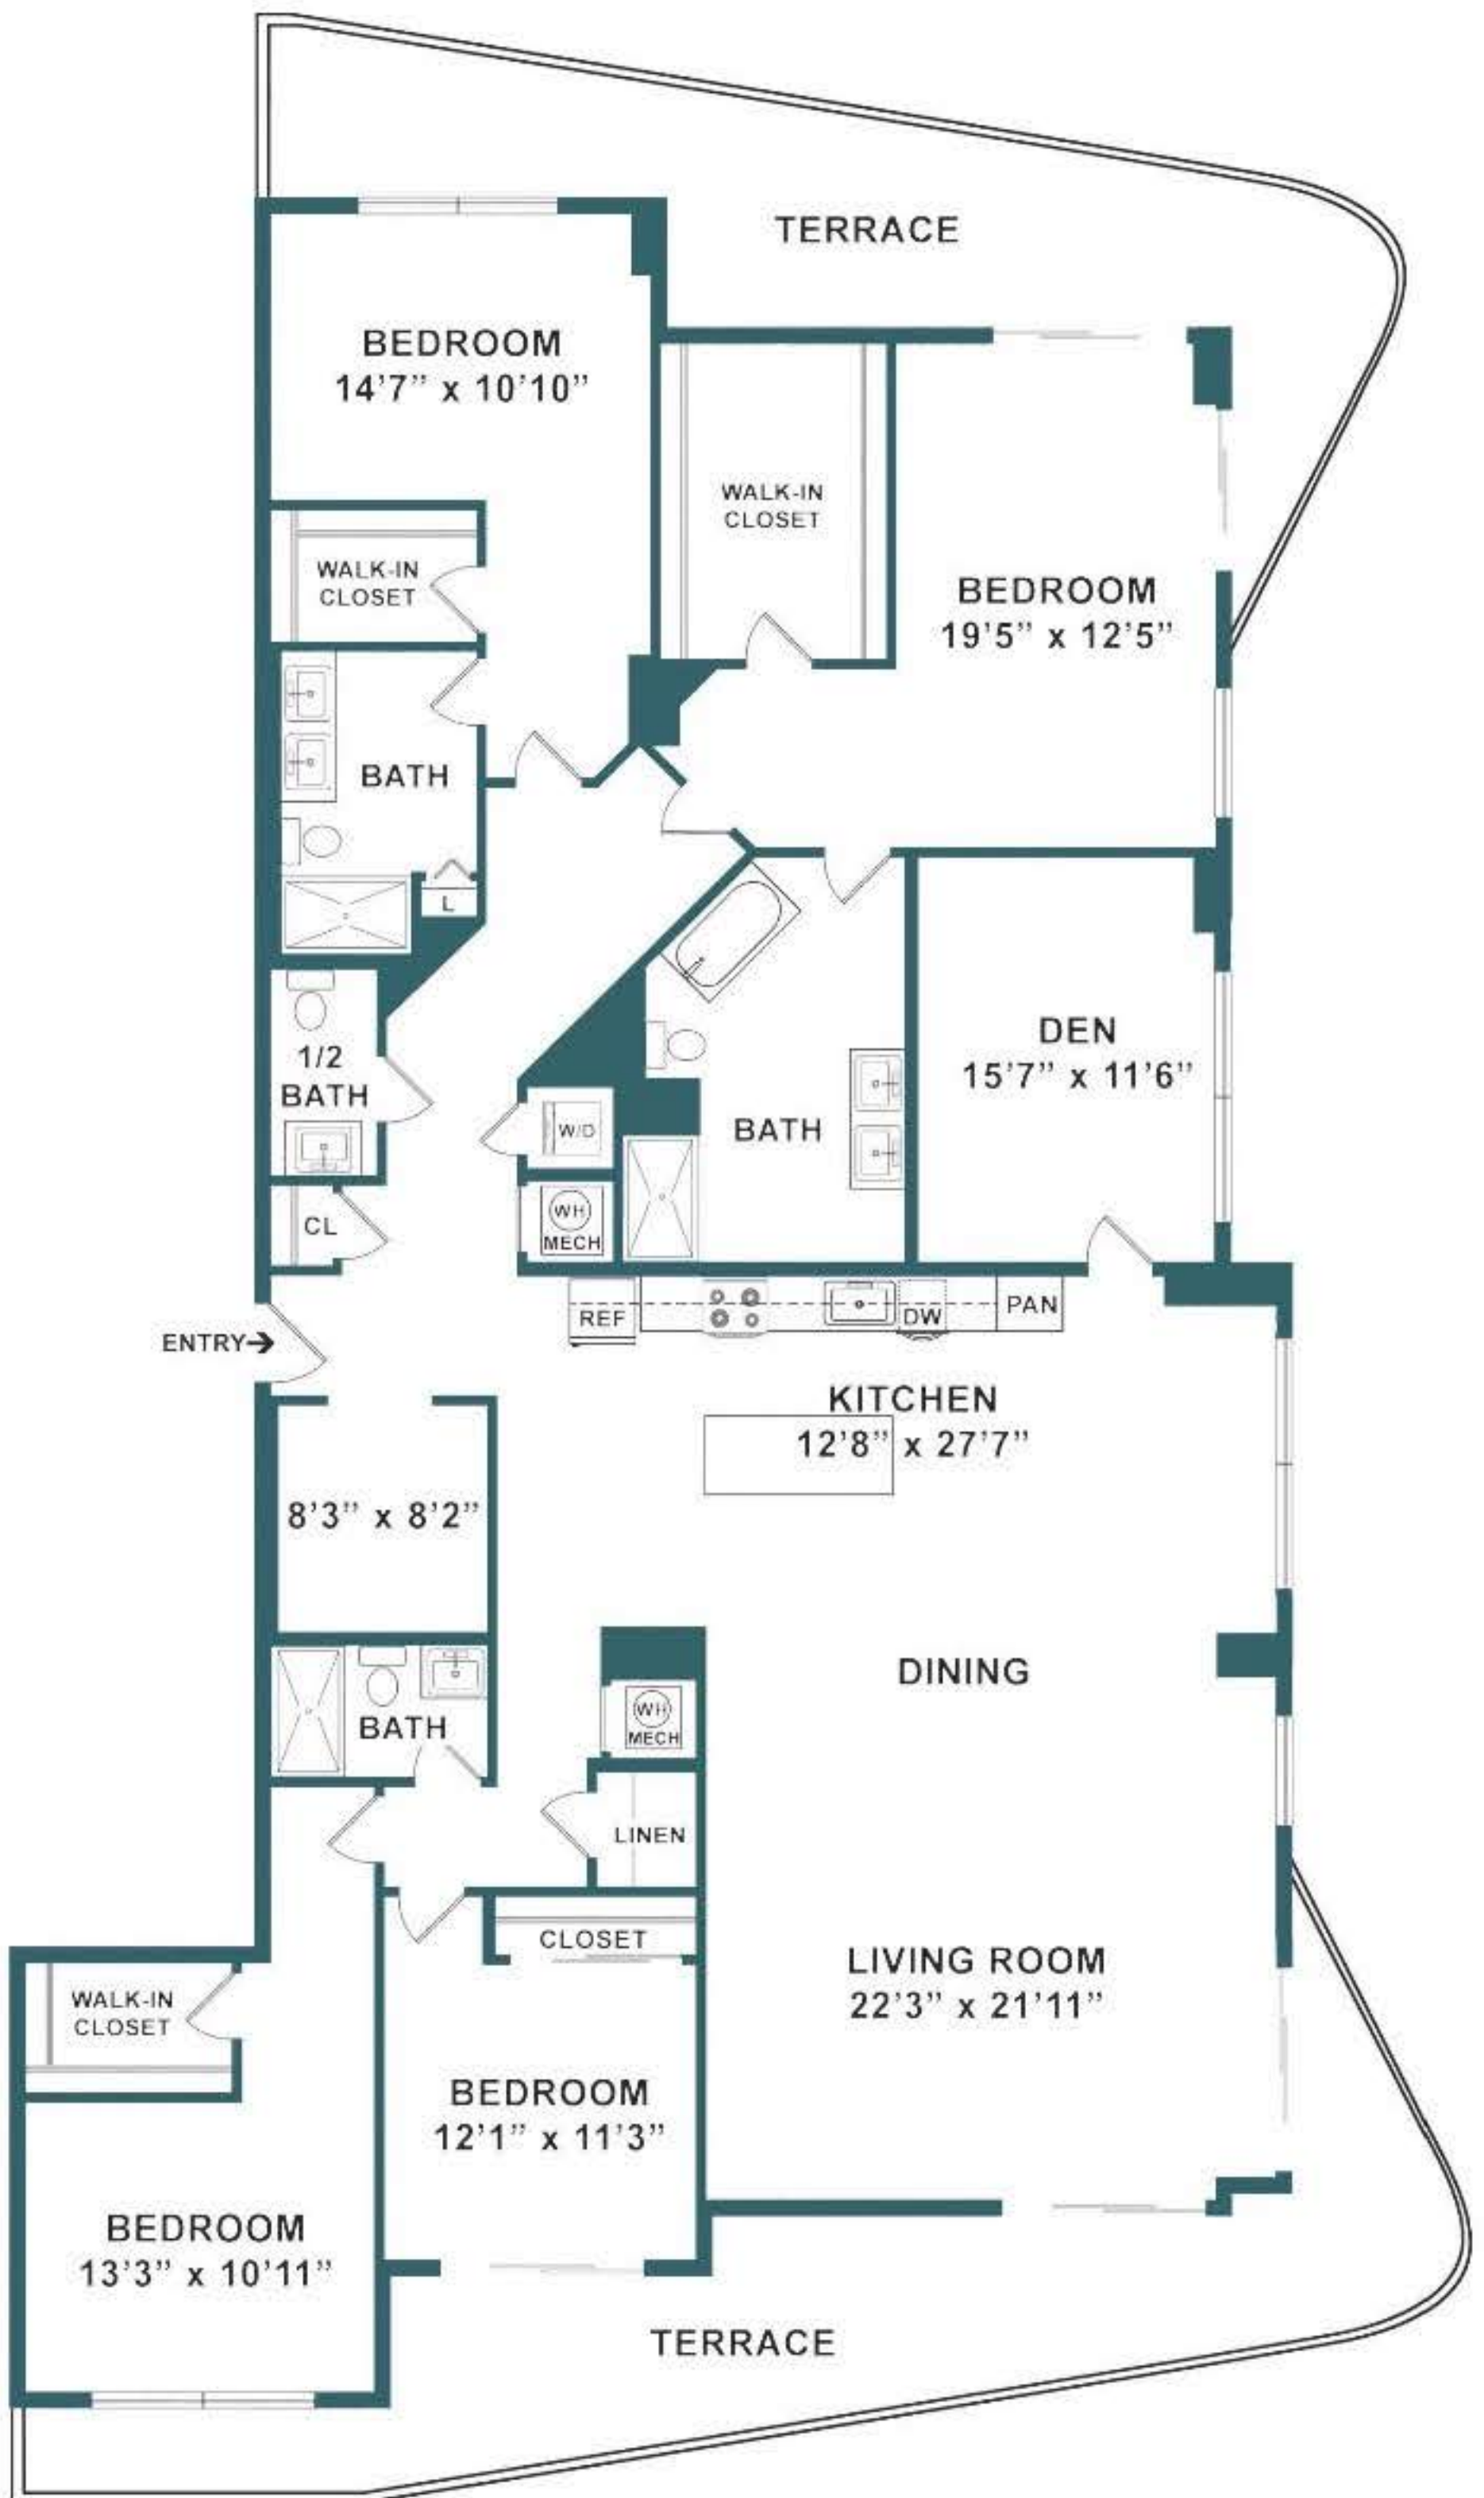 TERRACE
BEDROOM
14'7” x 10'10”
WALK-IN
CLOSET
WALK-IN
CLOSET
BEDROOM
19'5” x 12'5”
BATH
L
1/2
BATH
DEN
15'7” x 11'6”
W/D
BATH
WH
MECH
CL
REF
DW
PAN
ENTRY→
KITCHEN
12'8” x 27'7”
8'3” x 8'2”
DINING
WH
MECH
BATH
LINEN
CLOSET
LIVING ROOM
22'3” x 21'11”
WALK-IN
CLOSET
BEDROOM
12'1” x 11'3”
BEDROOM
13'3” x 10'11”
TERRACE